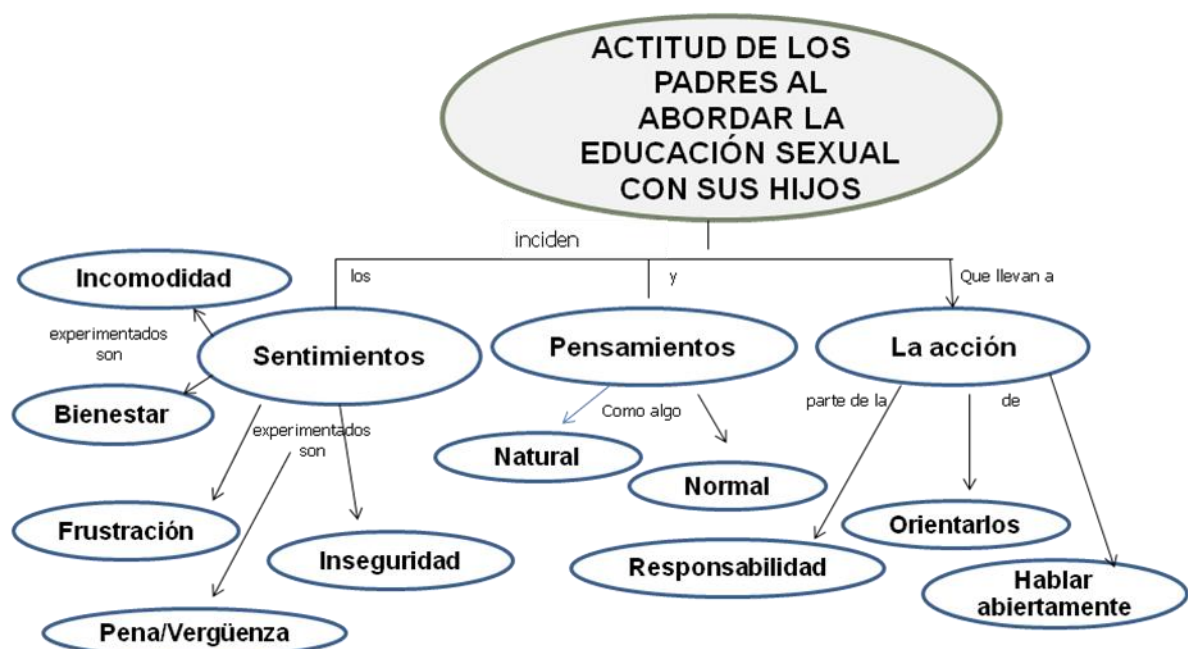 ACTITUD DE LOS
PADRES AL
ABORDAR LA
EDUCACIÓN SEXUAL
CON SUS HIJOS
inciden
los
y
Que llevan a
Incomodidad
experimentados
son
Sentimientos
Pensamientos
La acción
Bienestar
experimentados
son
Como algo
parte de la
de
Natural
Normal
Frustración
Inseguridad
Responsabilidad
Orientarlos
Hablar
abiertamente
Pena/Vergüenza